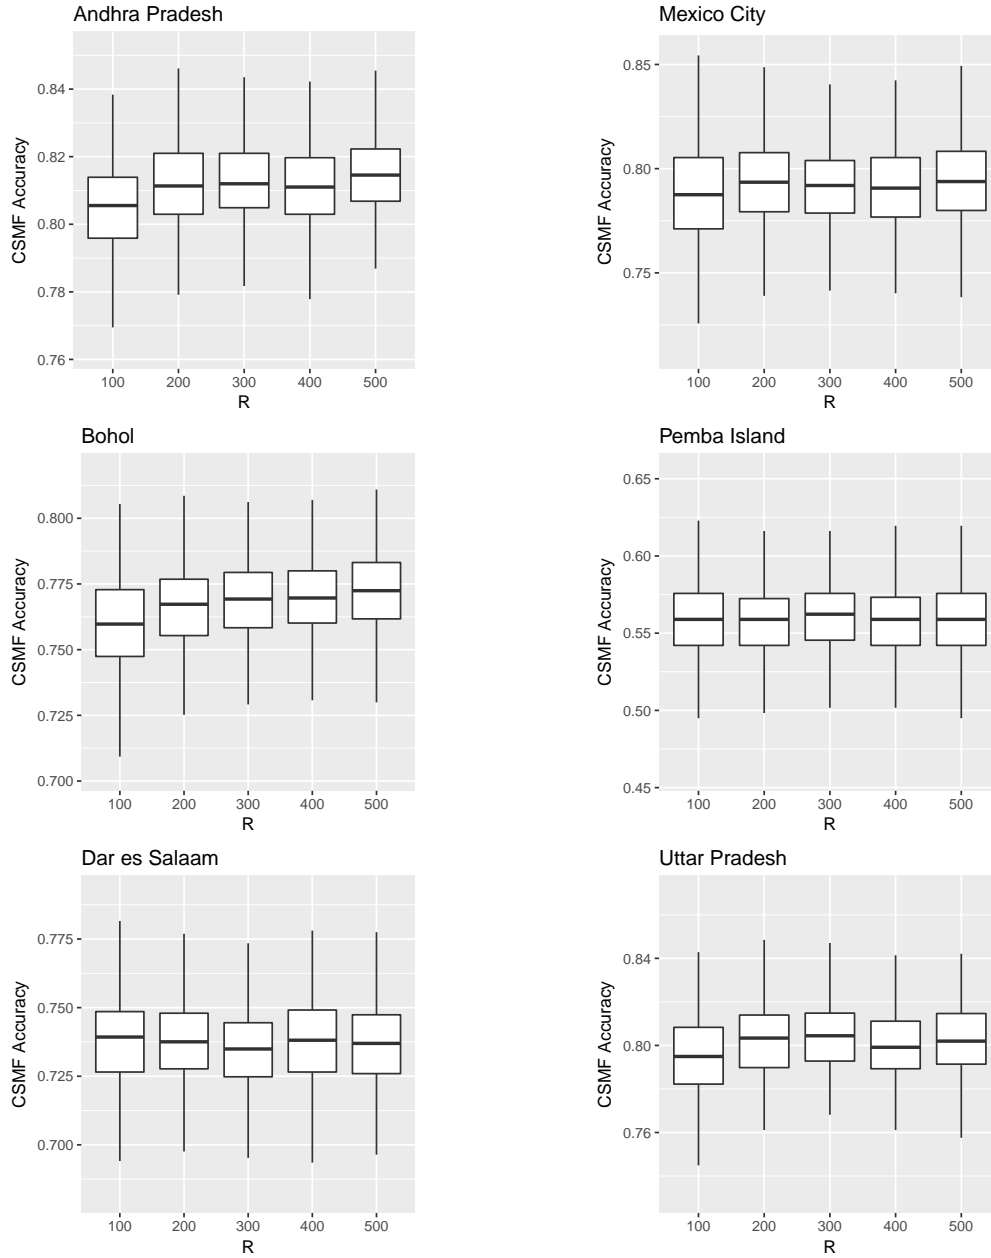 Andhra Pradesh
CSMF Accuracy
0.84
0.82
0.80
0.78
0.76
100 200 300 400 500
R
Mexico City
CSMF Accuracy
0.85
0.80
0.75
100 200 300 400 500
R
Bohol
CSMF Accuracy
0.800
0.775
0.750
0.725
0.700
100 200 300 400 500
R
Pemba Island
CSMF Accuracy
0.65
0.60
0.55
0.50
0.45
100 200 300 400 500
R
Dar es Salaam
CSMF Accuracy
0.775
0.750
0.725
0.700
100 200 300 400 500
R
Uttar Pradesh
CSMF Accuracy
0.84
0.80
0.76
100 200 300 400 500
R